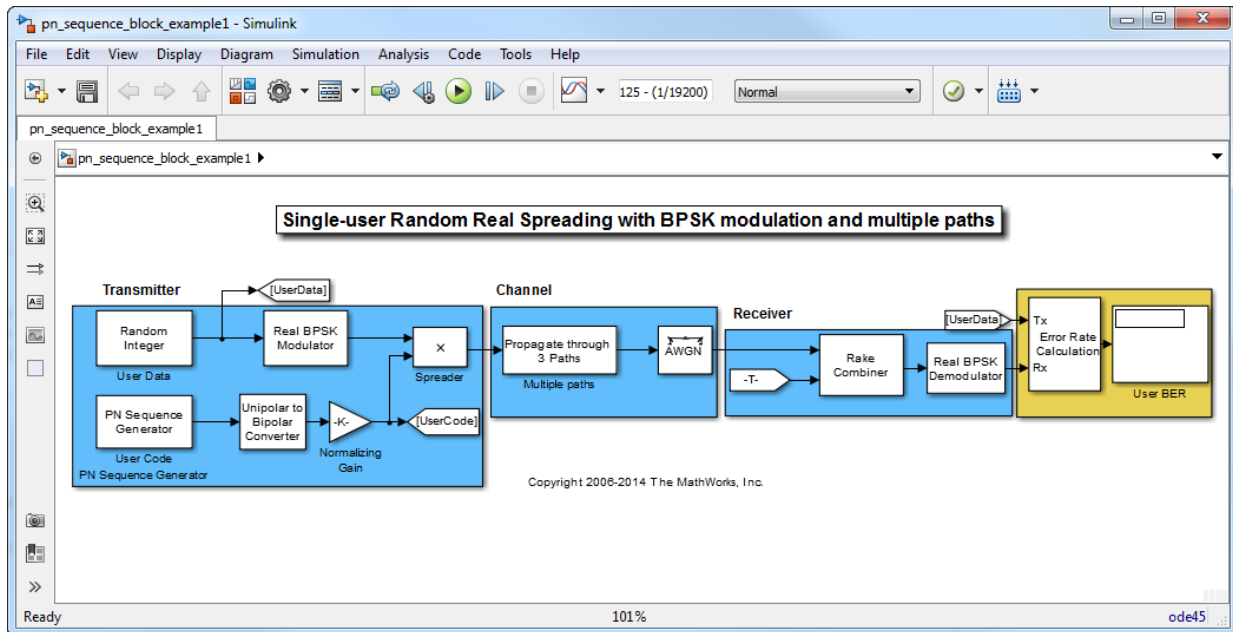 pn_sequence_block_example1 - Simulink
File Edit View Display Diagram Simulation Analysis Code Tools Help
125 - (1/19200) Normal
pn_sequence_block_example1
pn_sequence_block_example1
Single-user Random Real Spreading with BPSK modulation and multiple paths
Transmitter
[UserData]
Random
Integer
User Data
Real BPSK
Modulator
×
Spreader
PN Sequence
Generator
User Code
PN Sequence Generator
Unipolar to
Bipolar
Converter
-K-
Normalizing
Gain
[UserCode]
Channel
Propagate through
3 Paths
Multiple paths
AWGN
Receiver
-T-
Rake
Combiner
Real BPSK
Demodulator
[UserData]
Tx
Error Rate
Calculation
Rx
User BER
Copyright 2006-2014 The MathWorks, Inc.
Ready 101% ode45